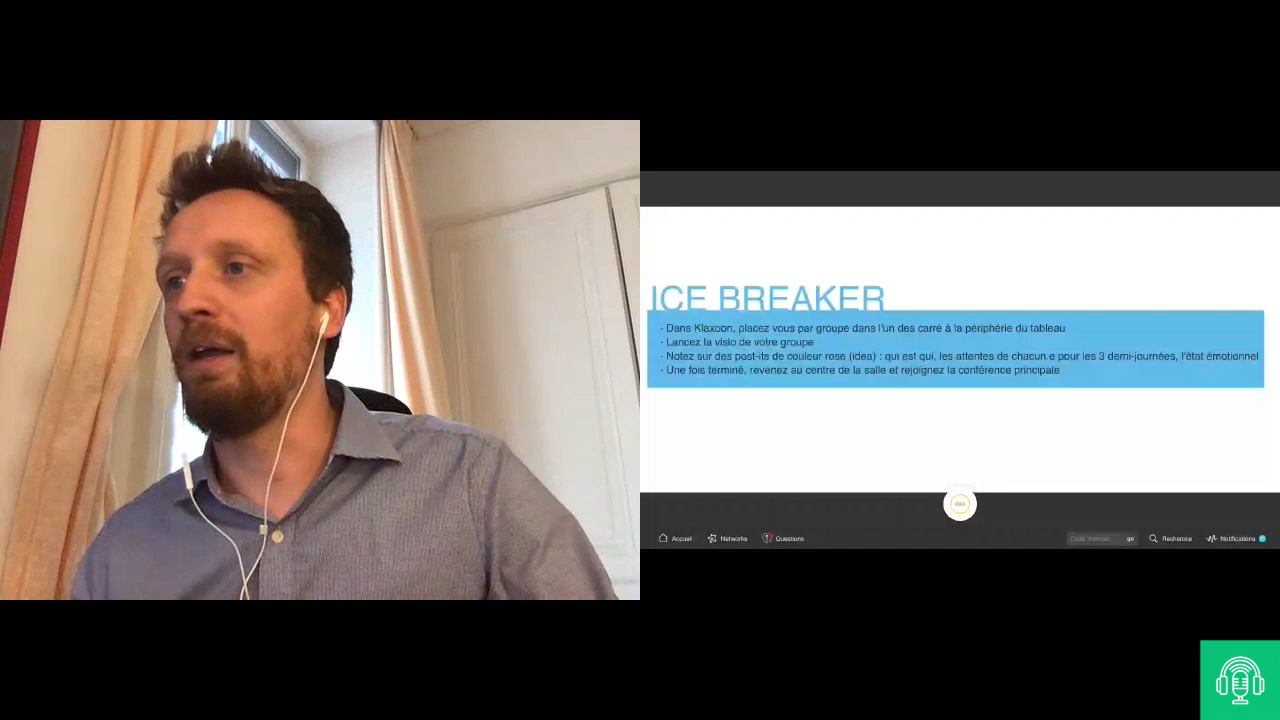 ICE BREAKER
- Dans Klaxoon, placez vous par groupe dans l'un des carré à la périphérie du tableau
- Lancez la visio de votre groupe
- Notez sur des post-its de couleur rose (idea) : qui est qui, les attentes de chacun.e pour les 3 demi-journées, l'état émotionnel
- Une fois terminé, revenez au centre de la salle et rejoignez la conférence principale
Accueil Networks Questions go Recherche Notifications